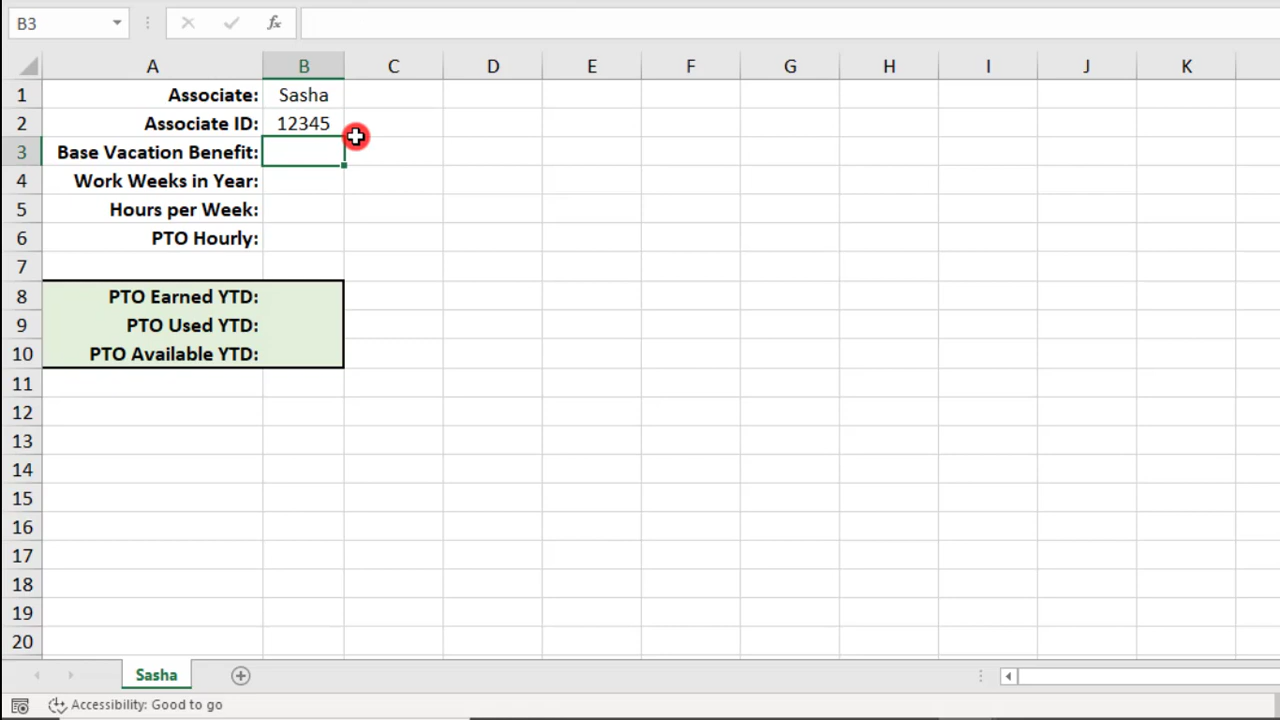 B3
fx
A B C D E F G H I J K
1 Associate: Sasha
2 Associate ID: 12345
3 Base Vacation Benefit:
4 Work Weeks in Year:
5 Hours per Week:
6 PTO Hourly:
7
8 PTO Earned YTD:
9 PTO Used YTD:
10 PTO Available YTD:
11
12
13
14
15
16
17
18
19
20
Sasha
Accessibility: Good to go